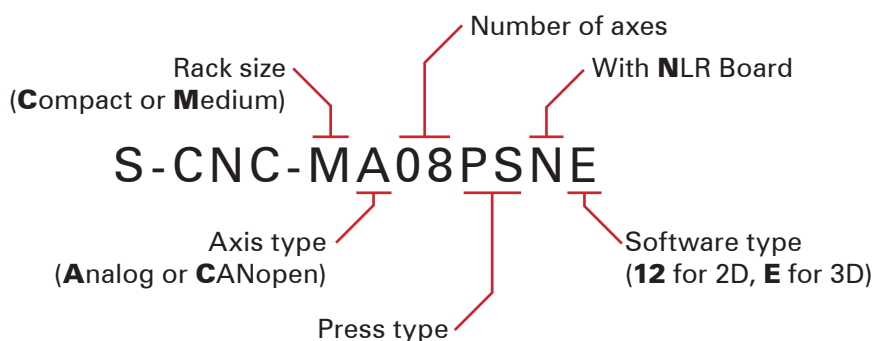 Number of axes
Rack size
(Compact or Medium)
With NLR Board
S-CNC-MA08PSNE
Axis type
(Analog or CANopen)
Software type
(12 for 2D, E for 3D)
Press type